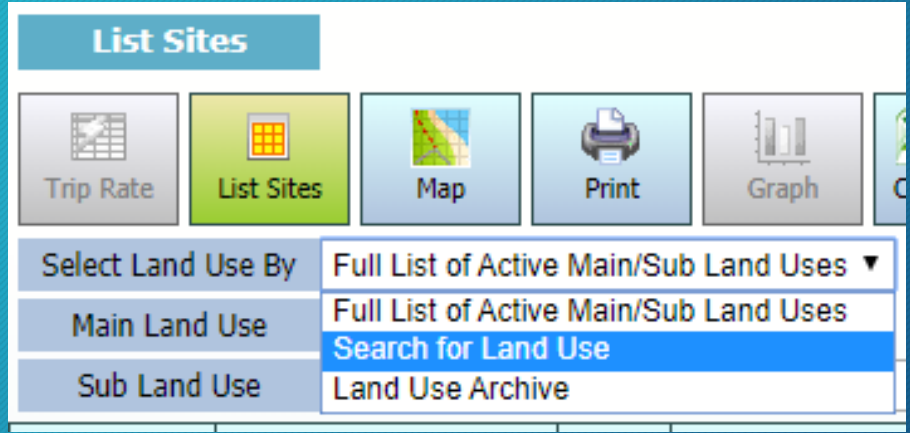 List Sites
Trip Rate
List Sites
Map
Print
Graph
Select Land Use By
Full List of Active Main/Sub Land Uses
Full List of Active Main/Sub Land Uses
Main Land Use
Search for Land Use
Sub Land Use
Land Use Archive